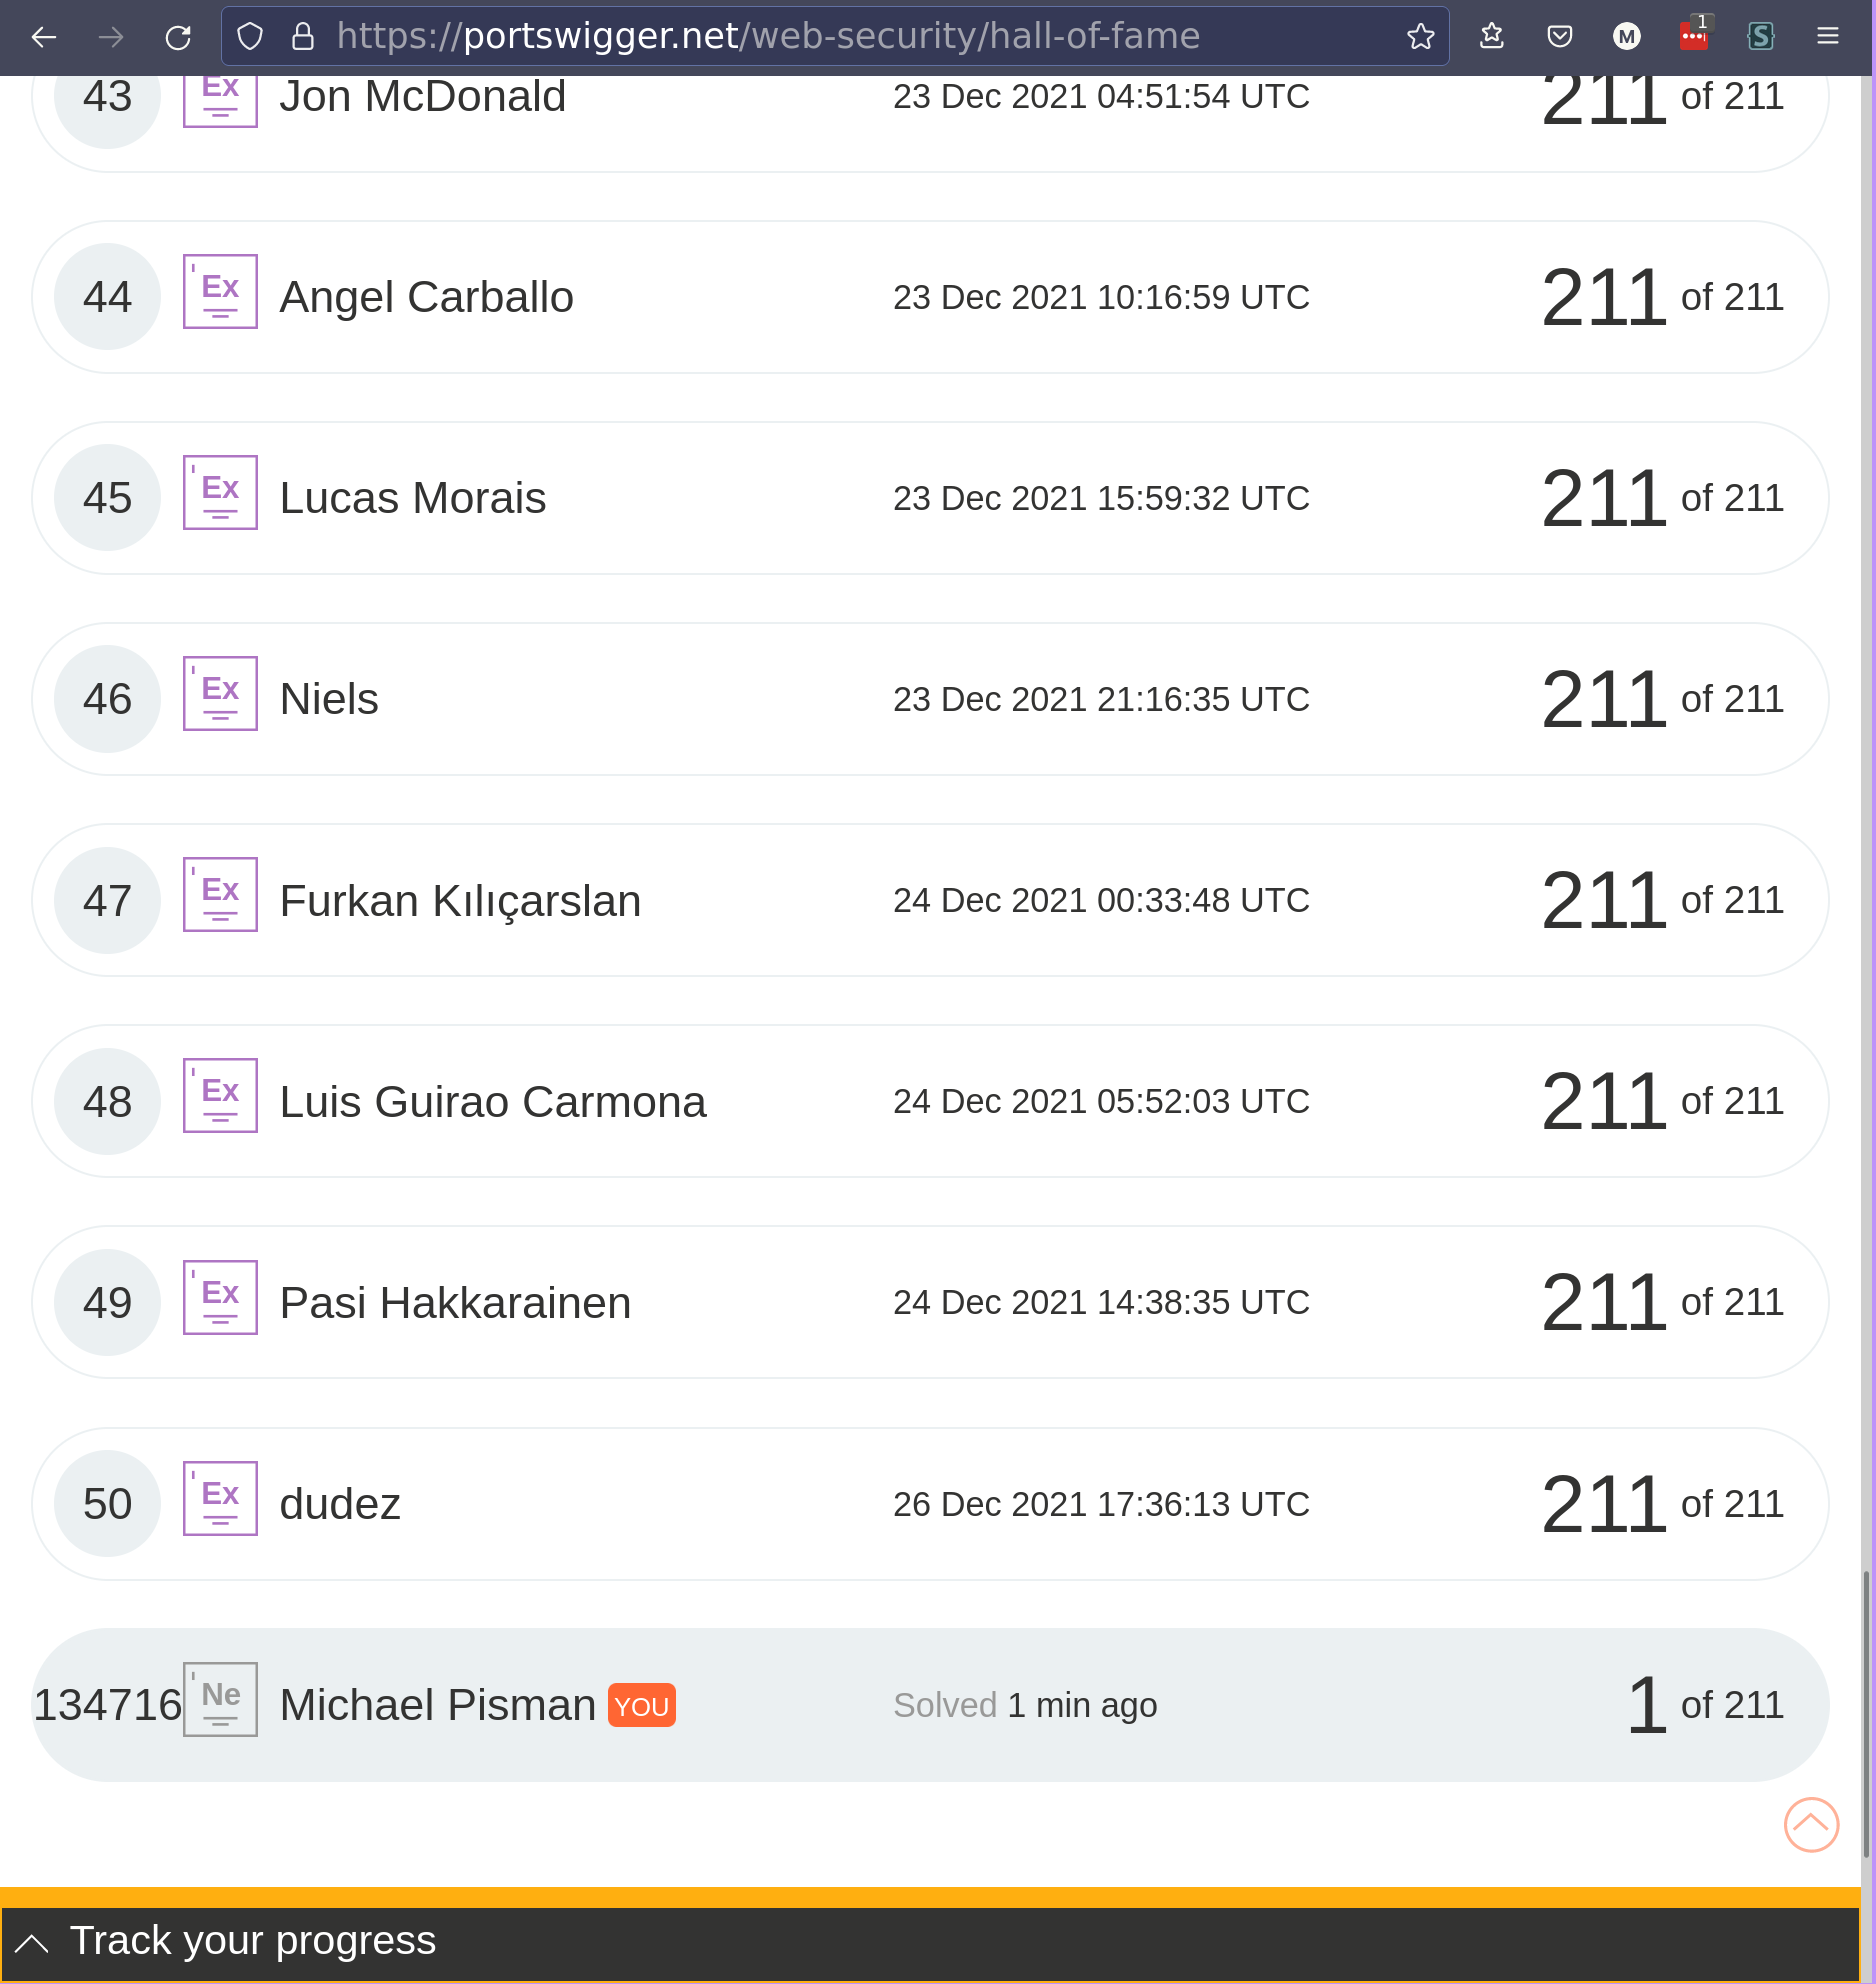 https://portswigger.net/web-security/hall-of-fame
1
43 Ex Jon McDonald 23 Dec 2021 04:51:54 UTC 211 of 211
44 Ex Angel Carballo 23 Dec 2021 10:16:59 UTC 211 of 211
45 Ex Lucas Morais 23 Dec 2021 15:59:32 UTC 211 of 211
46 Ex Niels 23 Dec 2021 21:16:35 UTC 211 of 211
47 Ex Furkan Kılıçarslan 24 Dec 2021 00:33:48 UTC 211 of 211
48 Ex Luis Guirao Carmona 24 Dec 2021 05:52:03 UTC 211 of 211
49 Ex Pasi Hakkarainen 24 Dec 2021 14:38:35 UTC 211 of 211
50 Ex dudez 26 Dec 2021 17:36:13 UTC 211 of 211
134716 Ne Michael Pisman YOU Solved 1 min ago 1 of 211
Track your progress